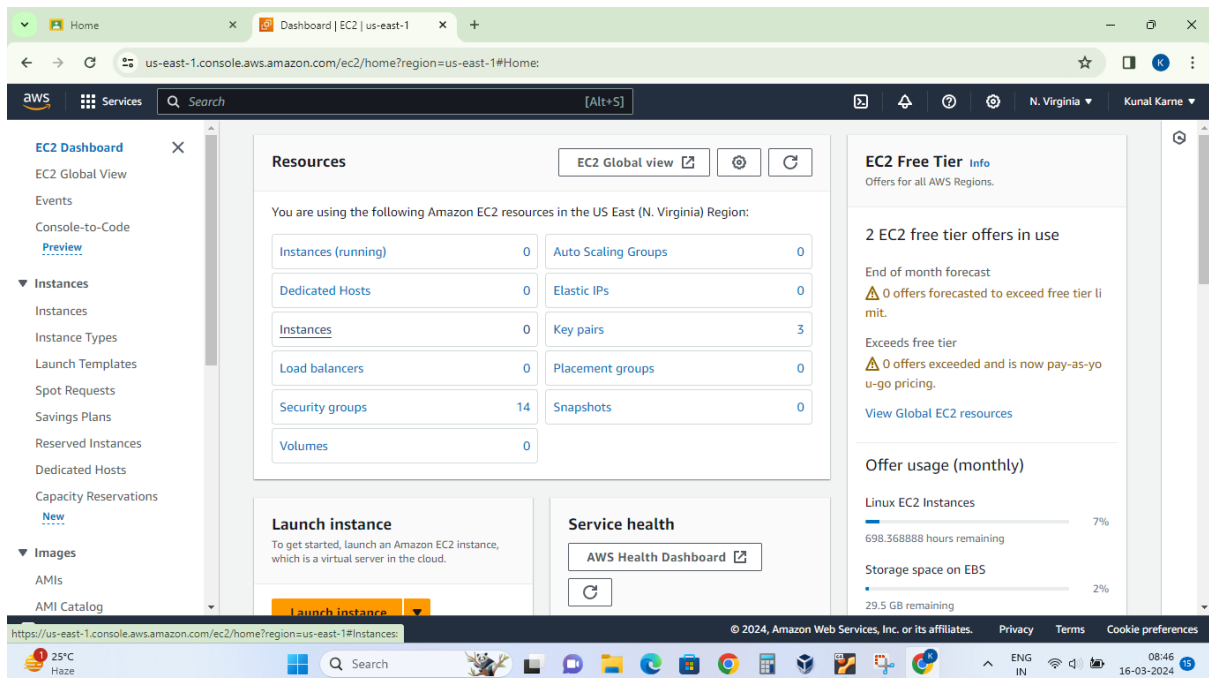 Home
Dashboard | EC2 | us-east-1
us-east-1.console.aws.amazon.com/ec2/home?region=us-east-1#Home:
K
aws
Services
Search
[Alt+S]
N. Virginia
Kunal Karne
EC2 Dashboard
EC2 Global View
Events
Console-to-Code
Preview
Instances
Instances
Instance Types
Launch Templates
Spot Requests
Savings Plans
Reserved Instances
Dedicated Hosts
Capacity Reservations
New
Images
AMIs
AMI Catalog
Resources
EC2 Global view
You are using the following Amazon EC2 resources in the US East (N. Virginia) Region:
Instances (running) 0
Auto Scaling Groups 0
Dedicated Hosts 0
Elastic IPs 0
Instances 0
Key pairs 3
Load balancers 0
Placement groups 0
Security groups 14
Snapshots 0
Volumes 0
Launch instance
To get started, launch an Amazon EC2 instance,
which is a virtual server in the cloud.
Launch instance
Service health
AWS Health Dashboard
EC2 Free Tier Info
Offers for all AWS Regions.
2 EC2 free tier offers in use
End of month forecast
0 offers forecasted to exceed free tier li
mit.
Exceeds free tier
0 offers exceeded and is now pay-as-yo
u-go pricing.
View Global EC2 resources
Offer usage (monthly)
Linux EC2 Instances
7%
698.368888 hours remaining
Storage space on EBS
2%
29.5 GB remaining
https://us-east-1.console.aws.amazon.com/ec2/home?region=us-east-1#Instances:
© 2024, Amazon Web Services, Inc. or its affiliates.
Privacy
Terms
Cookie preferences
1
25°C
Haze
Search
K
ENG
IN
08:46
16-03-2024
15